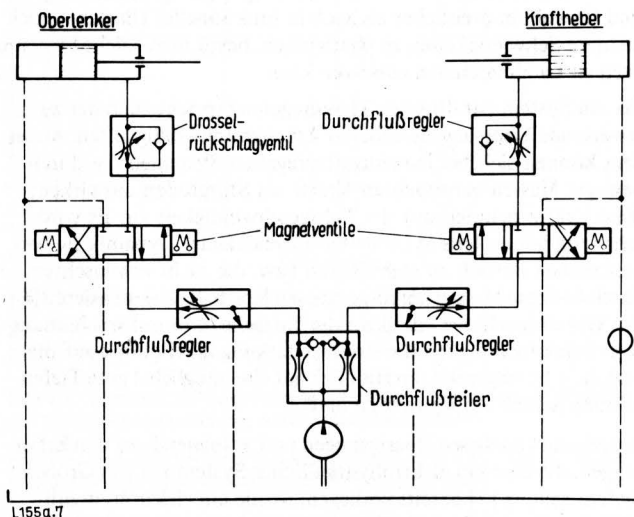 Oberlenker
Kraftheber
Drossel-
rückschlagventil
Durchflußregler
Magnetventile
Durchflußregler
Durchflußregler
Durchflußteiler
L155a.7